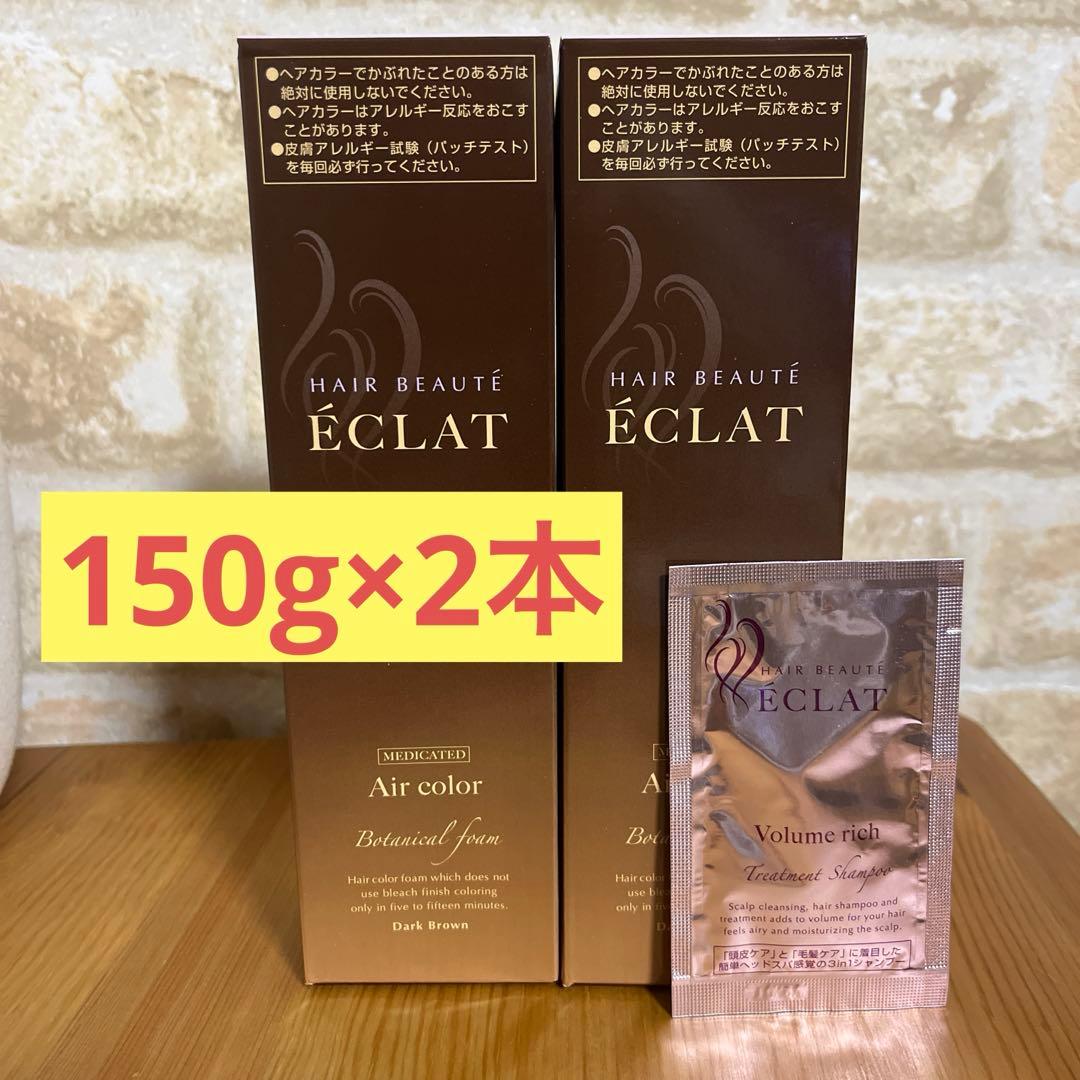 ●ヘアカラーでかぶれたことのある方は
絶対に使用しないでください。
●ヘアカラーはアレルギー反応をおこす
ことがあります。
●皮膚アレルギー試験（パッチテスト）
を毎回必ず行ってください。
HAIR BEAUTÉ
ÉCLAT
MEDICATED
Air color
Botanical foam
Hair color foam which does not
use bleach finish coloring
only in five to fifteen minutes.
Dark Brown
●ヘアカラーでかぶれたことのある方は
絶対に使用しないでください。
●ヘアカラーはアレルギー反応をおこす
ことがあります。
●皮膚アレルギー試験（パッチテスト）
を毎回必ず行ってください。
HAIR BEAUTÉ
ÉCLAT
Hair color
use
only in
150g×2本
HAIR BEAUTÉ
ÉCLAT
Volume rich
Treatment Shampoo
Scalp cleansing, hair shampoo and
treatment adds to volume for your hair
feels airy and moisturizing the scalp.
「頭皮ケア」と「毛髪ケア」に着目した
簡単ヘッドスパ感覚の3in1シャンプー